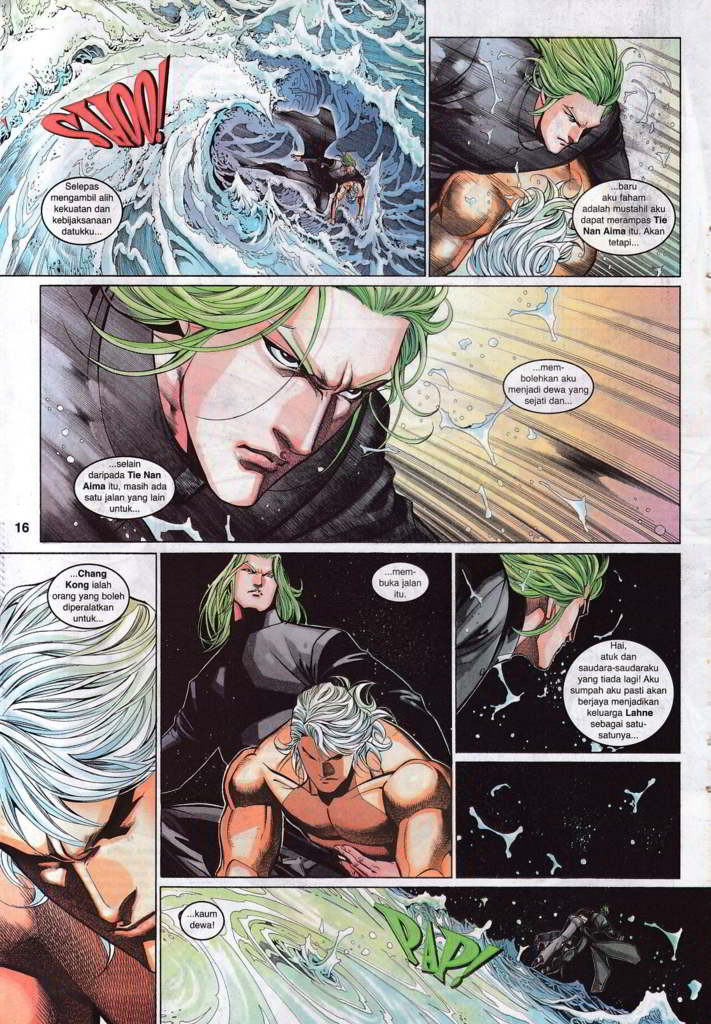 SROOT!
Selepas
mengambil alih
kekuatan dan
kebijaksanaan
datukku...
...baru
aku faham
adalah mustahil aku
dapat merampas Tie
Nan Aima itu. Akan
tetapi...
...mem-
bolehkan aku
menjadi dewa yang
sejati dan...
...selain
daripada Tie Nan
Aima itu, masih ada
satu jalan yang lain
untuk...
16
...Chang
Kong ialah
orang yang boleh
diperalatkan
untuk...
...mem-
buka jalan
itu.
Hai,
atuk dan
saudara-saudaraku
yang tiada lagi! Aku
sumpah aku pasti akan
berjaya menjadikan
keluarga Lahne
sebagai satu-
satunya...
...kaum
dewa!
PAP!